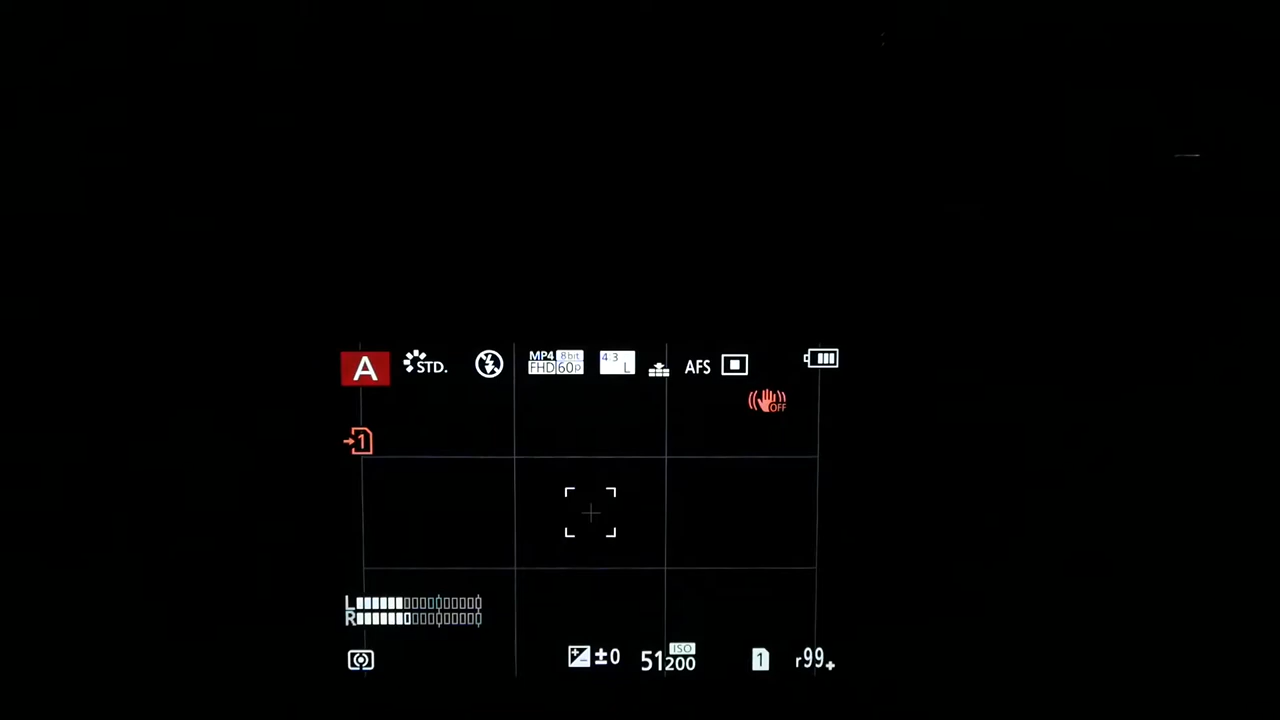 A STD. MP4 8bit FHD 60p 4:3 L AFS
OFF
1
L
R
±0 51200 ISO 1 r99+